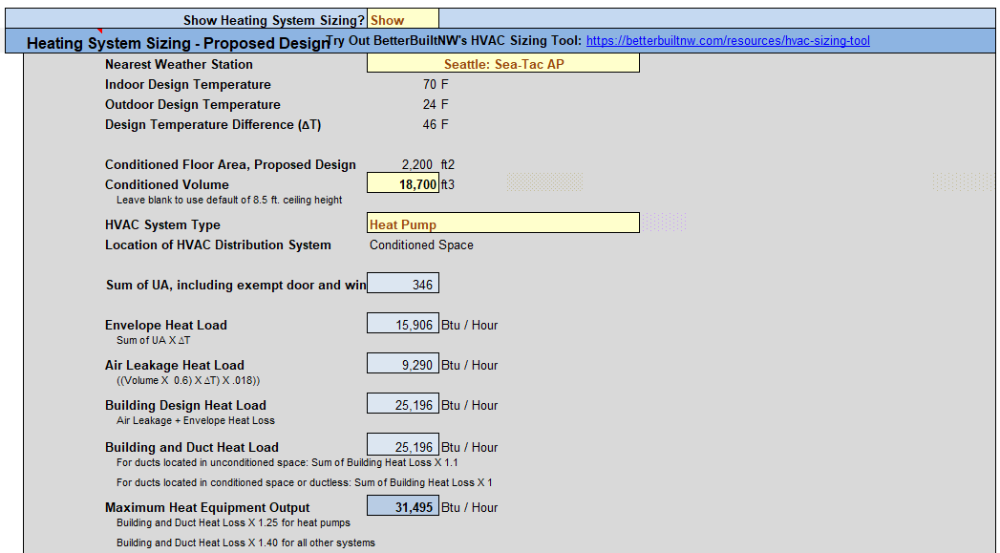 Show Heating System Sizing? Show
Heating System Sizing - Proposed Design Try Out BetterBuiltNW's HVAC Sizing Tool: https://betterbuiltnw.com/resources/hvac-sizing-tool
Nearest Weather Station Seattle: Sea-Tac AP
Indoor Design Temperature 70 F
Outdoor Design Temperature 24 F
Design Temperature Difference (ΔT) 46 F
Conditioned Floor Area, Proposed Design 2,200 ft2
Conditioned Volume 18,700 ft3
Leave blank to use default of 8.5 ft. ceiling height
HVAC System Type Heat Pump
Location of HVAC Distribution System Conditioned Space
Sum of UA, including exempt door and win 346
Envelope Heat Load 15,906 Btu / Hour
Sum of UA X ΔT
Air Leakage Heat Load 9,290 Btu / Hour
((Volume X 0.6) X ΔT) X .018))
Building Design Heat Load 25,196 Btu / Hour
Air Leakage + Envelope Heat Loss
Building and Duct Heat Load 25,196 Btu / Hour
For ducts located in unconditioned space: Sum of Building Heat Loss X 1.1
For ducts located in conditioned space or ductless: Sum of Building Heat Loss X 1
Maximum Heat Equipment Output 31,495 Btu / Hour
Building and Duct Heat Loss X 1.25 for heat pumps
Building and Duct Heat Loss X 1.40 for all other systems